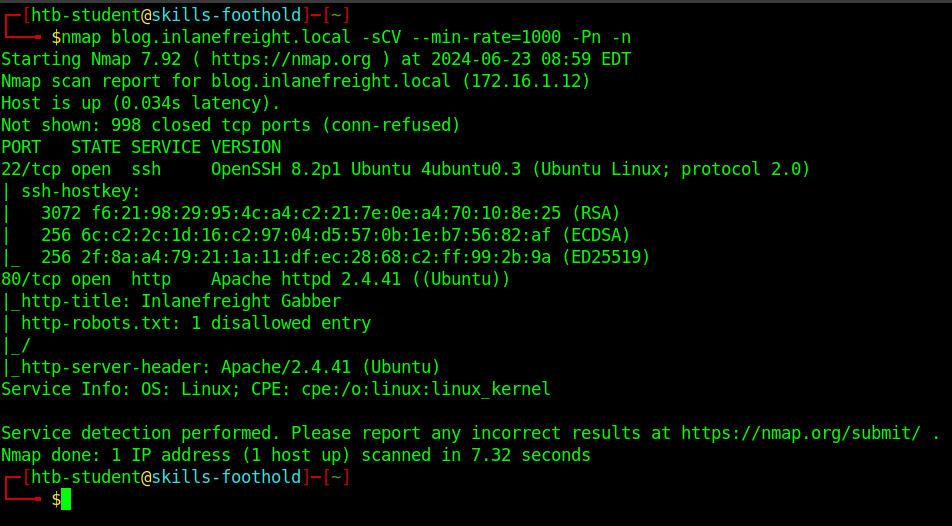 ┌─[htb-student@skills-foothold]─[~]
└──╼ $nmap blog.inlanefreight.local -sCV --min-rate=1000 -Pn -n
Starting Nmap 7.92 ( https://nmap.org ) at 2024-06-23 08:59 EDT
Nmap scan report for blog.inlanefreight.local (172.16.1.12)
Host is up (0.034s latency).
Not shown: 998 closed tcp ports (conn-refused)
PORT   STATE SERVICE VERSION
22/tcp open  ssh     OpenSSH 8.2p1 Ubuntu 4ubuntu0.3 (Ubuntu Linux; protocol 2.0)
| ssh-hostkey:
|   3072 f6:21:98:29:95:4c:a4:c2:21:7e:0e:a4:70:10:8e:25 (RSA)
|   256 6c:c2:2c:1d:16:c2:97:04:d5:57:0b:1e:b7:56:82:af (ECDSA)
|_  256 2f:8a:a4:79:21:1a:11:df:ec:28:68:c2:ff:99:2b:9a (ED25519)
80/tcp open  http    Apache httpd 2.4.41 ((Ubuntu))
|_http-title: Inlanefreight Gabber
| http-robots.txt: 1 disallowed entry
|_/
|_http-server-header: Apache/2.4.41 (Ubuntu)
Service Info: OS: Linux; CPE: cpe:/o:linux:linux_kernel
Service detection performed. Please report any incorrect results at https://nmap.org/submit/ .
Nmap done: 1 IP address (1 host up) scanned in 7.32 seconds
┌─[htb-student@skills-foothold]─[~]
└──╼ $